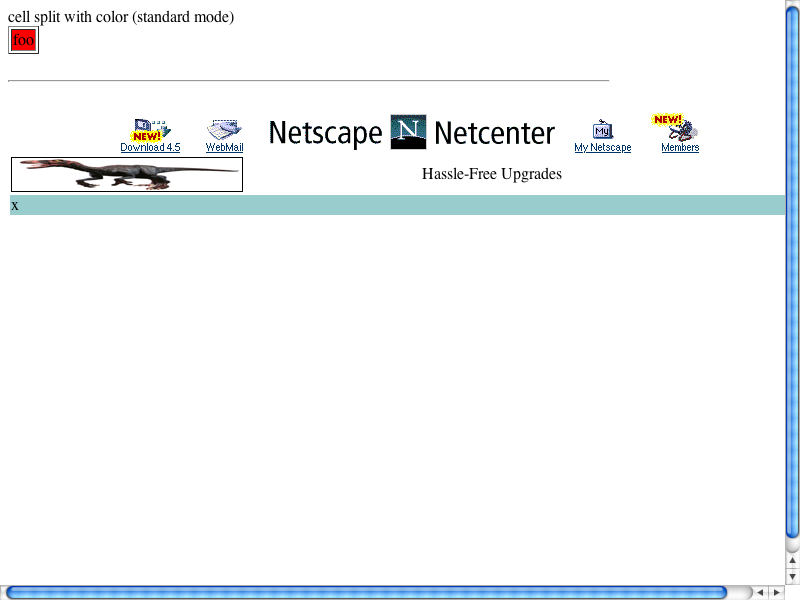 cell split with color (standard mode)
foo
NEW! Download 4.5 WebMail Netscape N Netcenter My My Netscape NEW! Members
Hassle-Free Upgrades
x